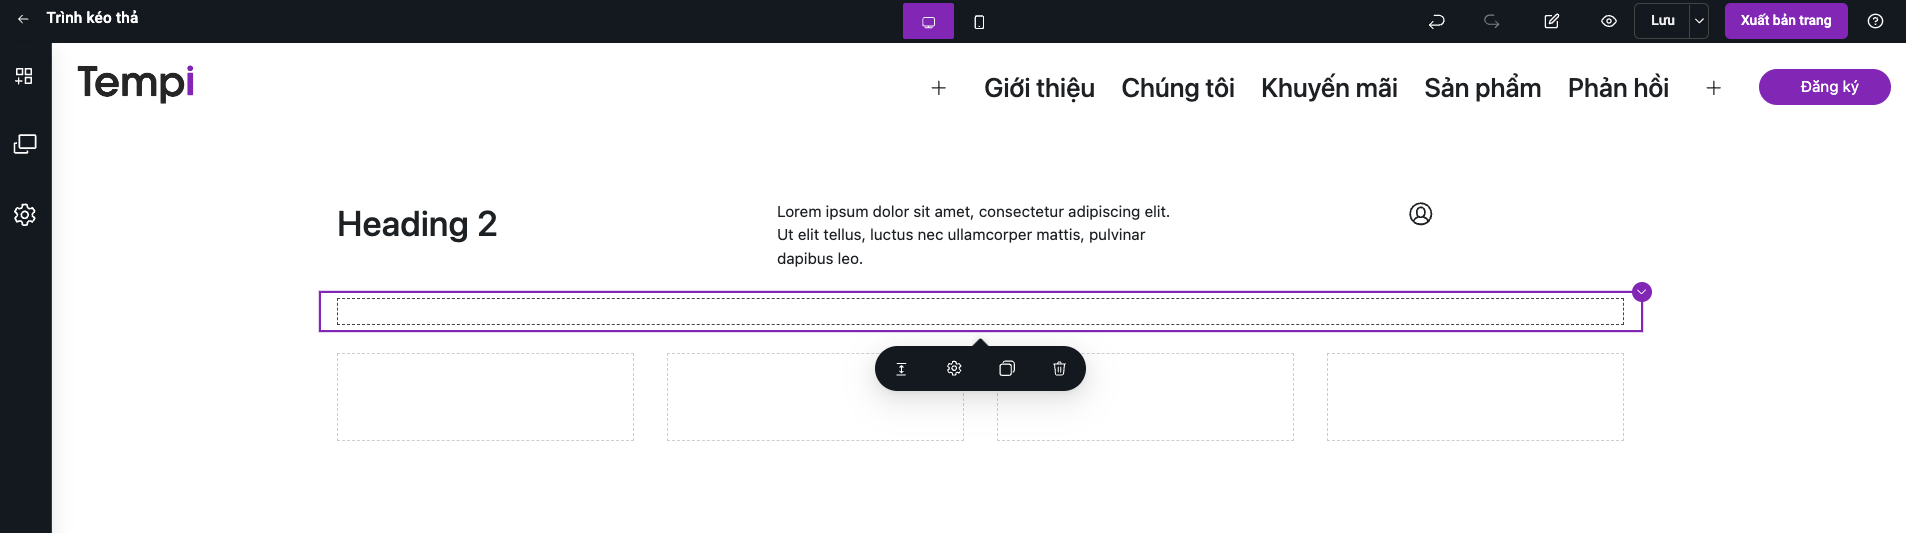 Trình kéo thả
Lưu
Xuất bản trang
Tempi
Giới thiệu
Chúng tôi
Khuyến mãi
Sản phẩm
Phản hồi
Đăng ký
Heading 2
Lorem ipsum dolor sit amet, consectetur adipiscing elit.
Ut elit tellus, luctus nec ullamcorper mattis, pulvinar
dapibus leo.